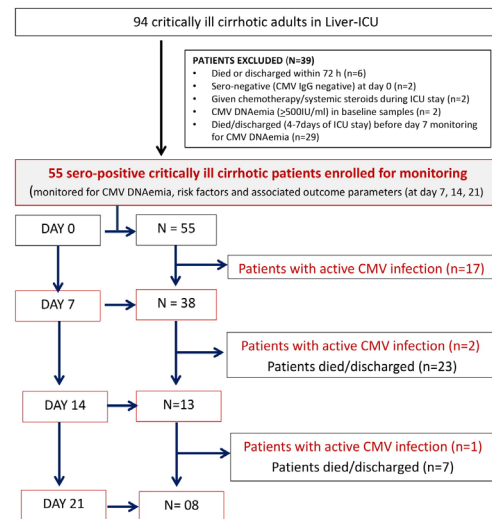 94 critically ill cirrhotic adults in Liver-ICU
PATIENTS EXCLUDED (N=39)
• Died or discharged within 72 h (n=6)
• Sero-negative (CMV IgG negative) at day 0 (n=2)
• Given chemotherapy/systemic steroids during ICU stay (n=2)
• CMV DNAemia (≥500IU/ml) in baseline samples (n= 2)
• Died/discharged (4-7days of ICU stay) before day 7 monitoring
for CMV DNAemia (n=29)
55 sero-positive critically ill cirrhotic patients enrolled for monitoring
(monitored for CMV DNAemia, risk factors and associated outcome parameters (at day 7, 14, 21)
DAY 0
N = 55
Patients with active CMV infection (n=17)
DAY 7
N = 38
Patients with active CMV infection (n=2)
Patients died/discharged (n=23)
DAY 14
N=13
Patients with active CMV infection (n=1)
Patients died/discharged (n=7)
DAY 21
N= 08